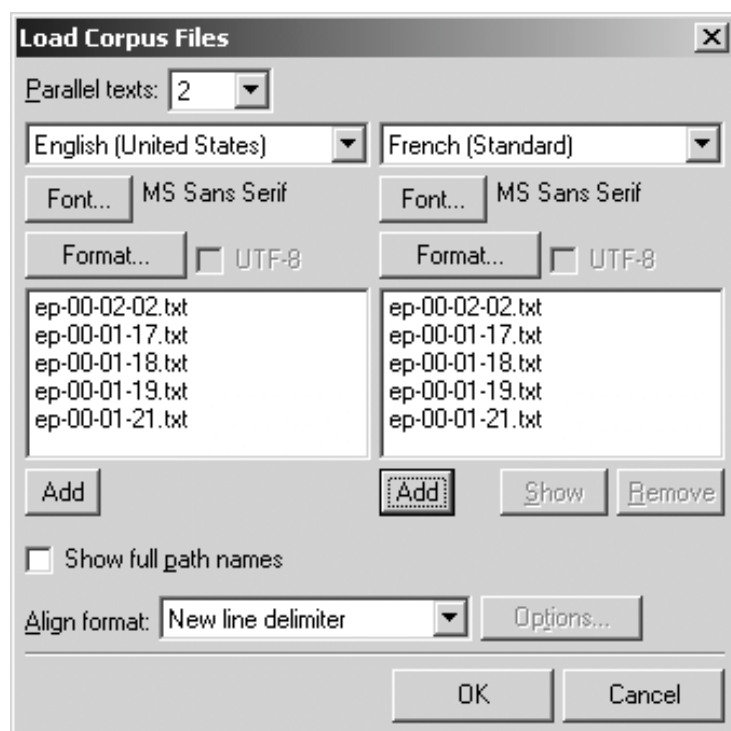 Load Corpus Files
Parallel texts: 2
English (United States) French (Standard)
Font... MS Sans Serif Font... MS Sans Serif
Format... UTF-8 Format... UTF-8
ep-00-02-02.txt ep-00-02-02.txt
ep-00-01-17.txt ep-00-01-17.txt
ep-00-01-18.txt ep-00-01-18.txt
ep-00-01-19.txt ep-00-01-19.txt
ep-00-01-21.txt ep-00-01-21.txt
Add Add Show Remove
Show full path names
Align format: New line delimiter Options...
OK Cancel